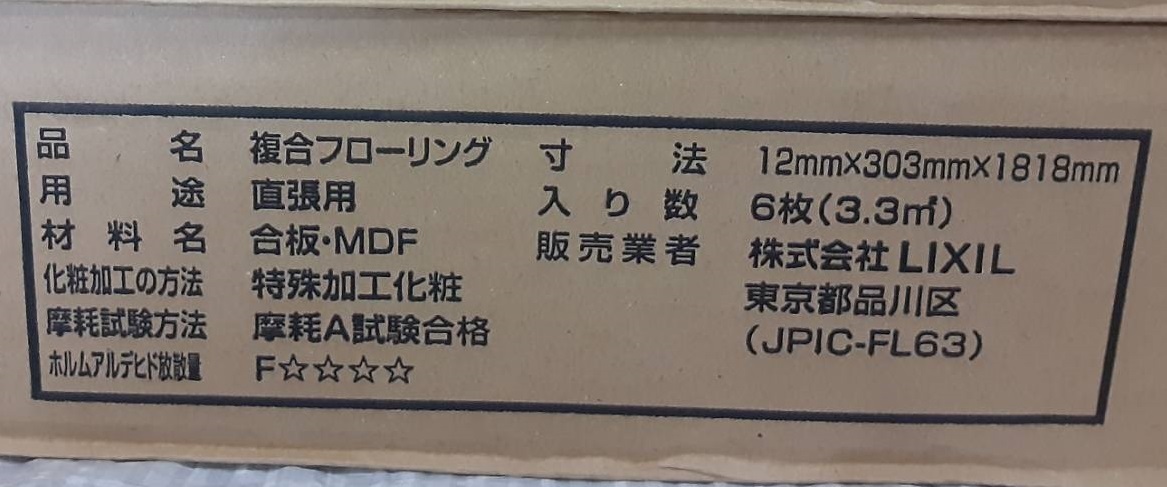 品名 複合フローリング
用途 直張用
材料名 合板・MDF
化粧加工の方法 特殊加工化粧
摩耗試験方法 摩耗A試験合格
ホルムアルデヒド放散量 F☆☆☆☆
寸法 12mm×303mm×1818mm
入り数 6枚(3.3㎡)
販売業者 株式会社LIXIL
東京都品川区
(JPIC-FL63)